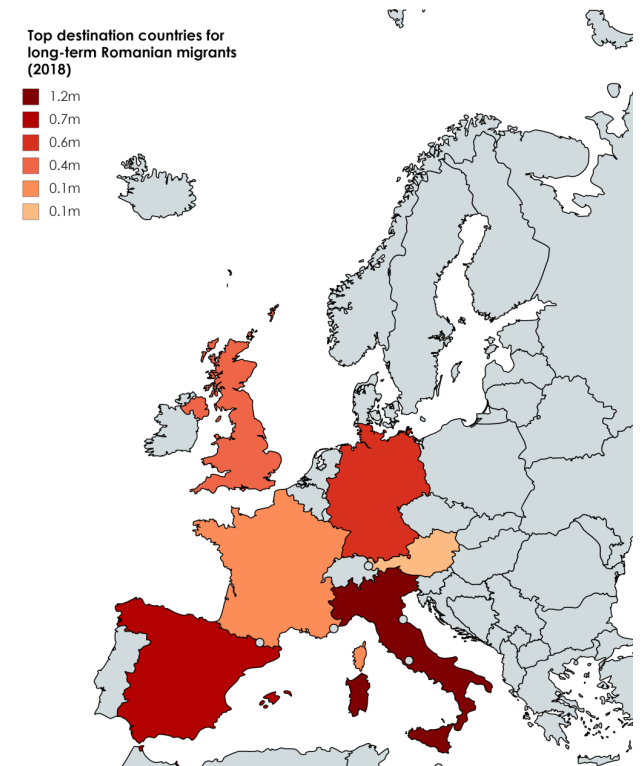 Top destination countries for
long-term Romanian migrants
(2018)
1.2m
0.7m
0.6m
0.4m
0.1m
0.1m